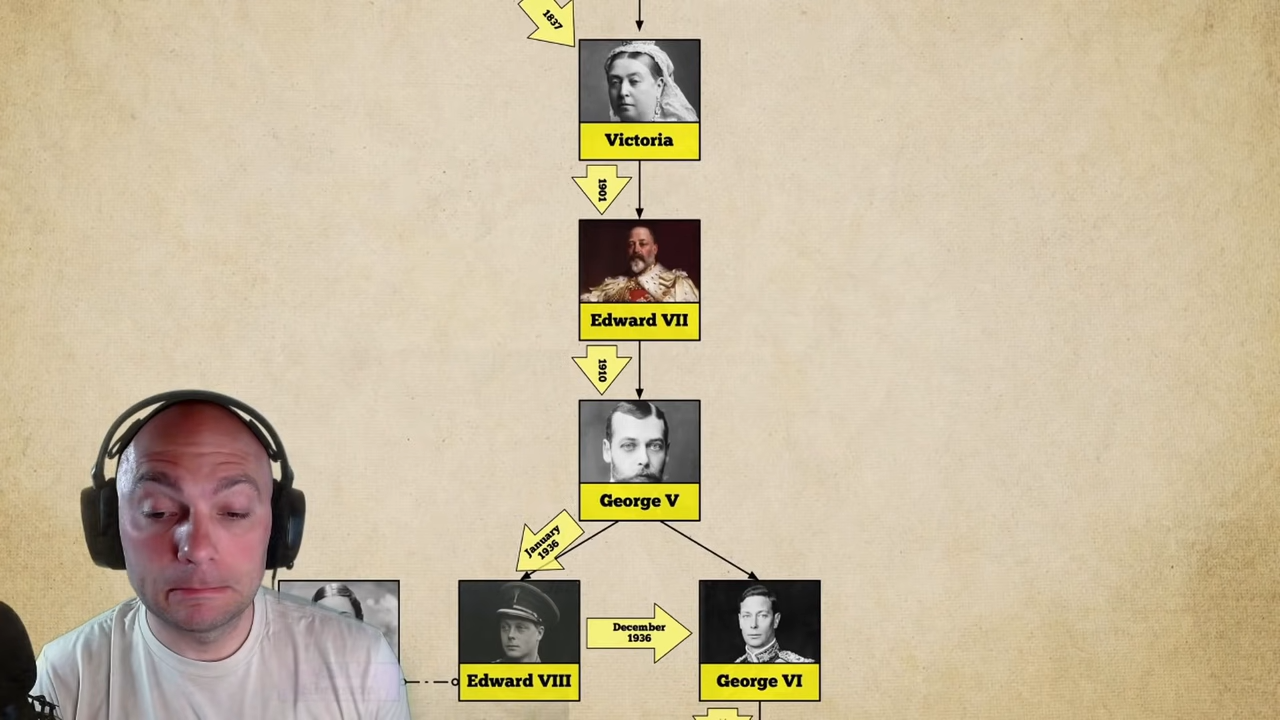 1837
Victoria
1901
Edward VII
1910
George V
January
1936
December
1936
Edward VIII
George VI